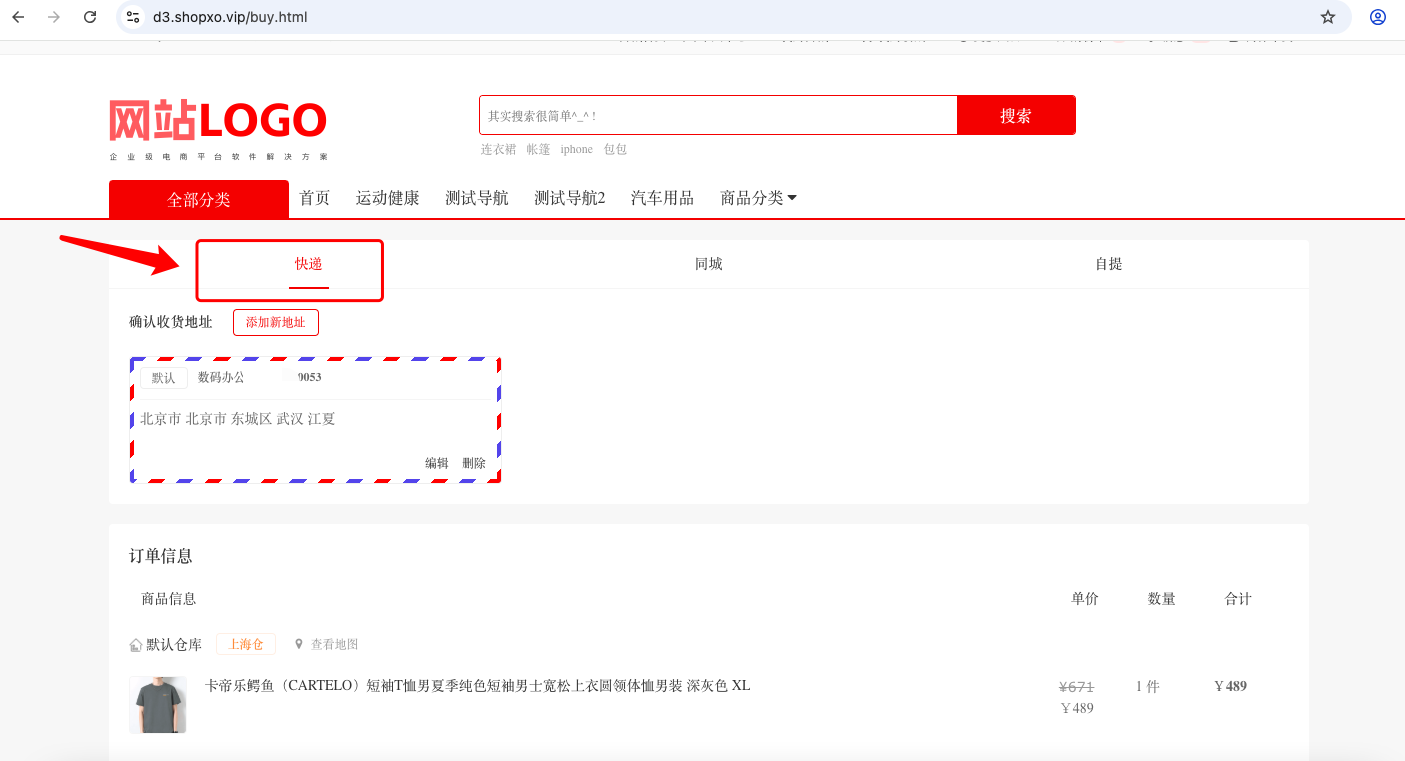 d3.shopxo.vip/buy.html
网站LOGO
其实搜索很简单^_^ !
搜索
企业级电商平台软件解决方案
连衣裙 帐篷 iphone 包包
全部分类 首页 运动健康 测试导航 测试导航2 汽车用品 商品分类
快递 同城 自提
确认收货地址 添加新地址
默认 数码办公 9053
北京市 北京市 东城区 武汉 江夏
编辑 删除
订单信息
商品信息 单价 数量 合计
默认仓库 上海仓 查看地图
卡帝乐鳄鱼（CARTELO）短袖T恤男夏季纯色短袖男士宽松上衣圆领体恤男装 深灰色 XL ¥671 1 件 ￥489
￥489